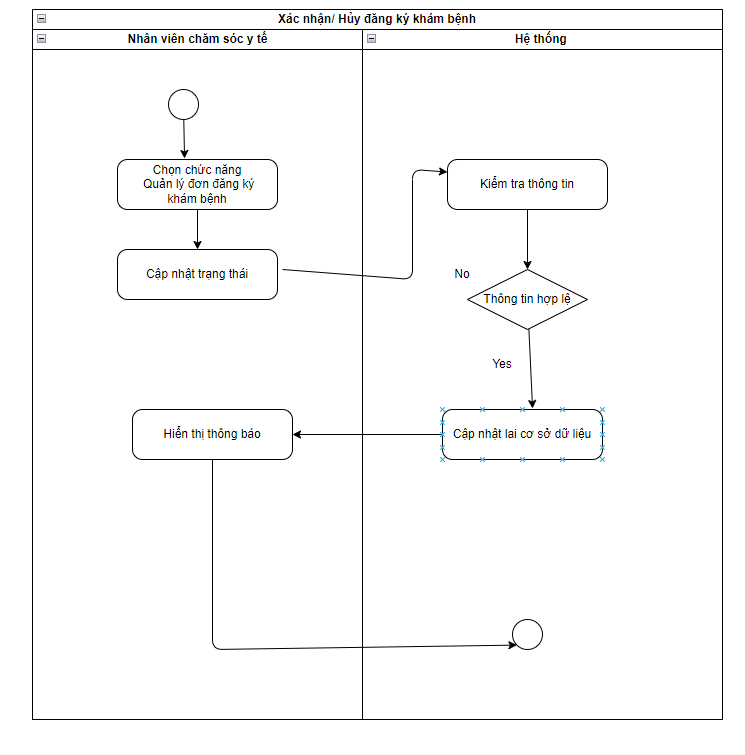 Xác nhận/ Hủy đăng ký khám bệnh
Nhân viên chăm sóc y tế
Hệ thống
Chọn chức năng
Quản lý đơn đăng ký
khám bệnh
Kiểm tra thông tin
Cập nhật trạng thái
No
Thông tin hợp lệ
Yes
Hiển thị thông báo
Cập nhật lai cơ sở dữ liệu